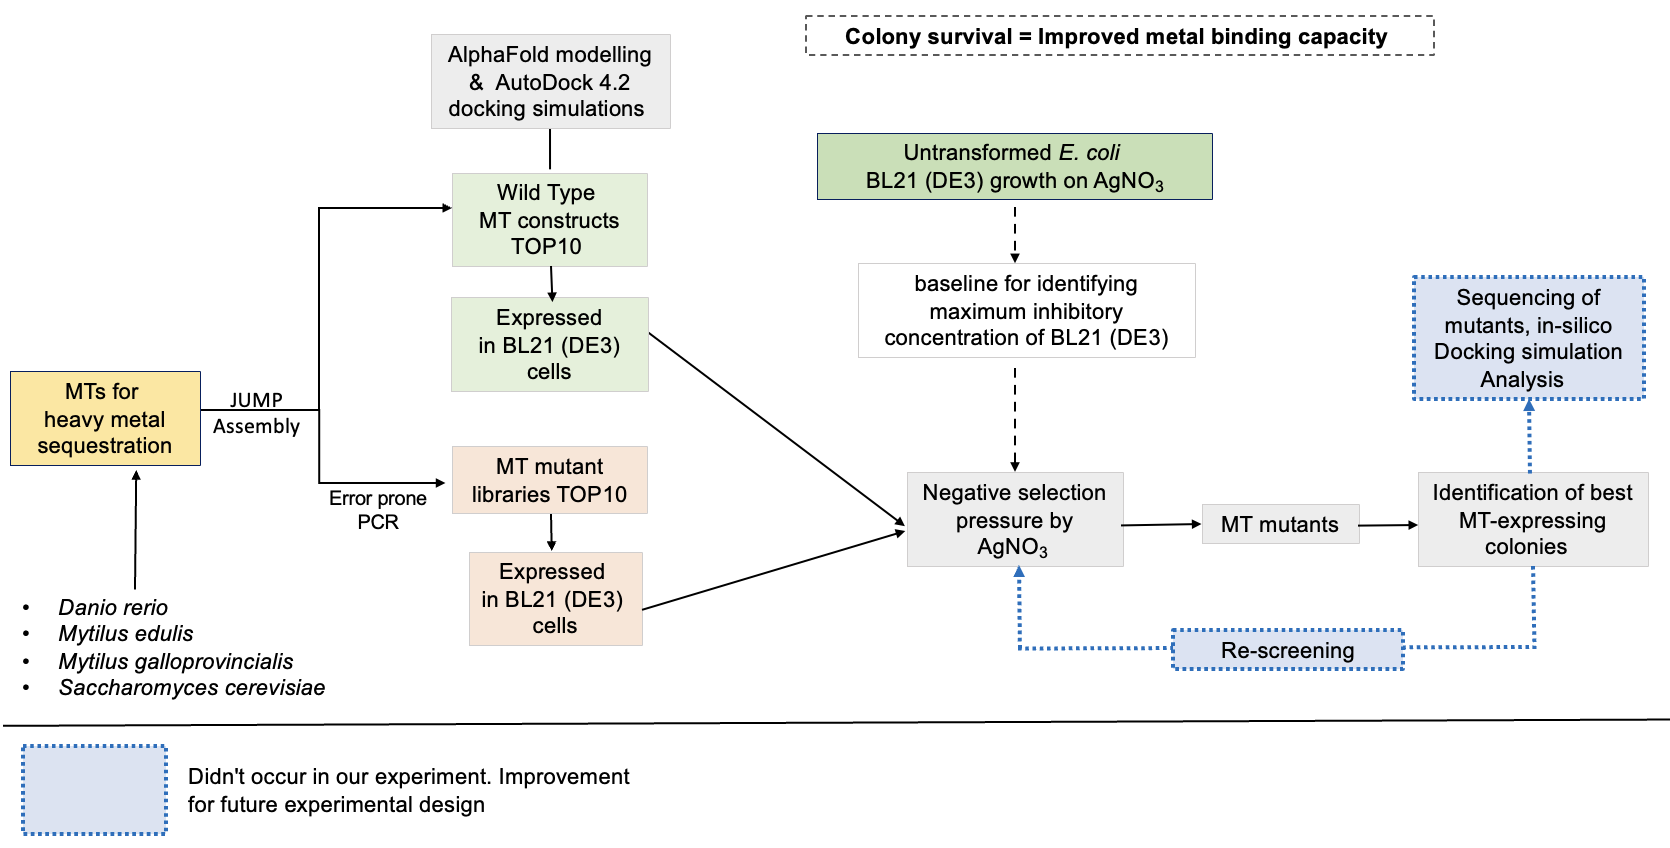 Colony survival = Improved metal binding capacity
AlphaFold modelling
& AutoDock 4.2
docking simulations
Wild Type
MT constructs
TOP10
Expressed
in BL21 (DE3)
cells
MTs for
heavy metal
sequestration
JUMP
Assembly
Error prone
PCR
MT mutant
libraries TOP10
Expressed
in BL21 (DE3)
cells
• Danio rerio
• Mytilus edulis
• Mytilus galloprovincialis
• Saccharomyces cerevisiae
Untransformed E. coli
BL21 (DE3) growth on AgNO₃
baseline for identifying
maximum inhibitory
concentration of BL21 (DE3)
Negative selection
pressure by
AgNO₃
MT mutants
Identification of best
MT-expressing
colonies
Sequencing of
mutants, in-silico
Docking simulation
Analysis
Re-screening
Didn't occur in our experiment. Improvement
for future experimental design